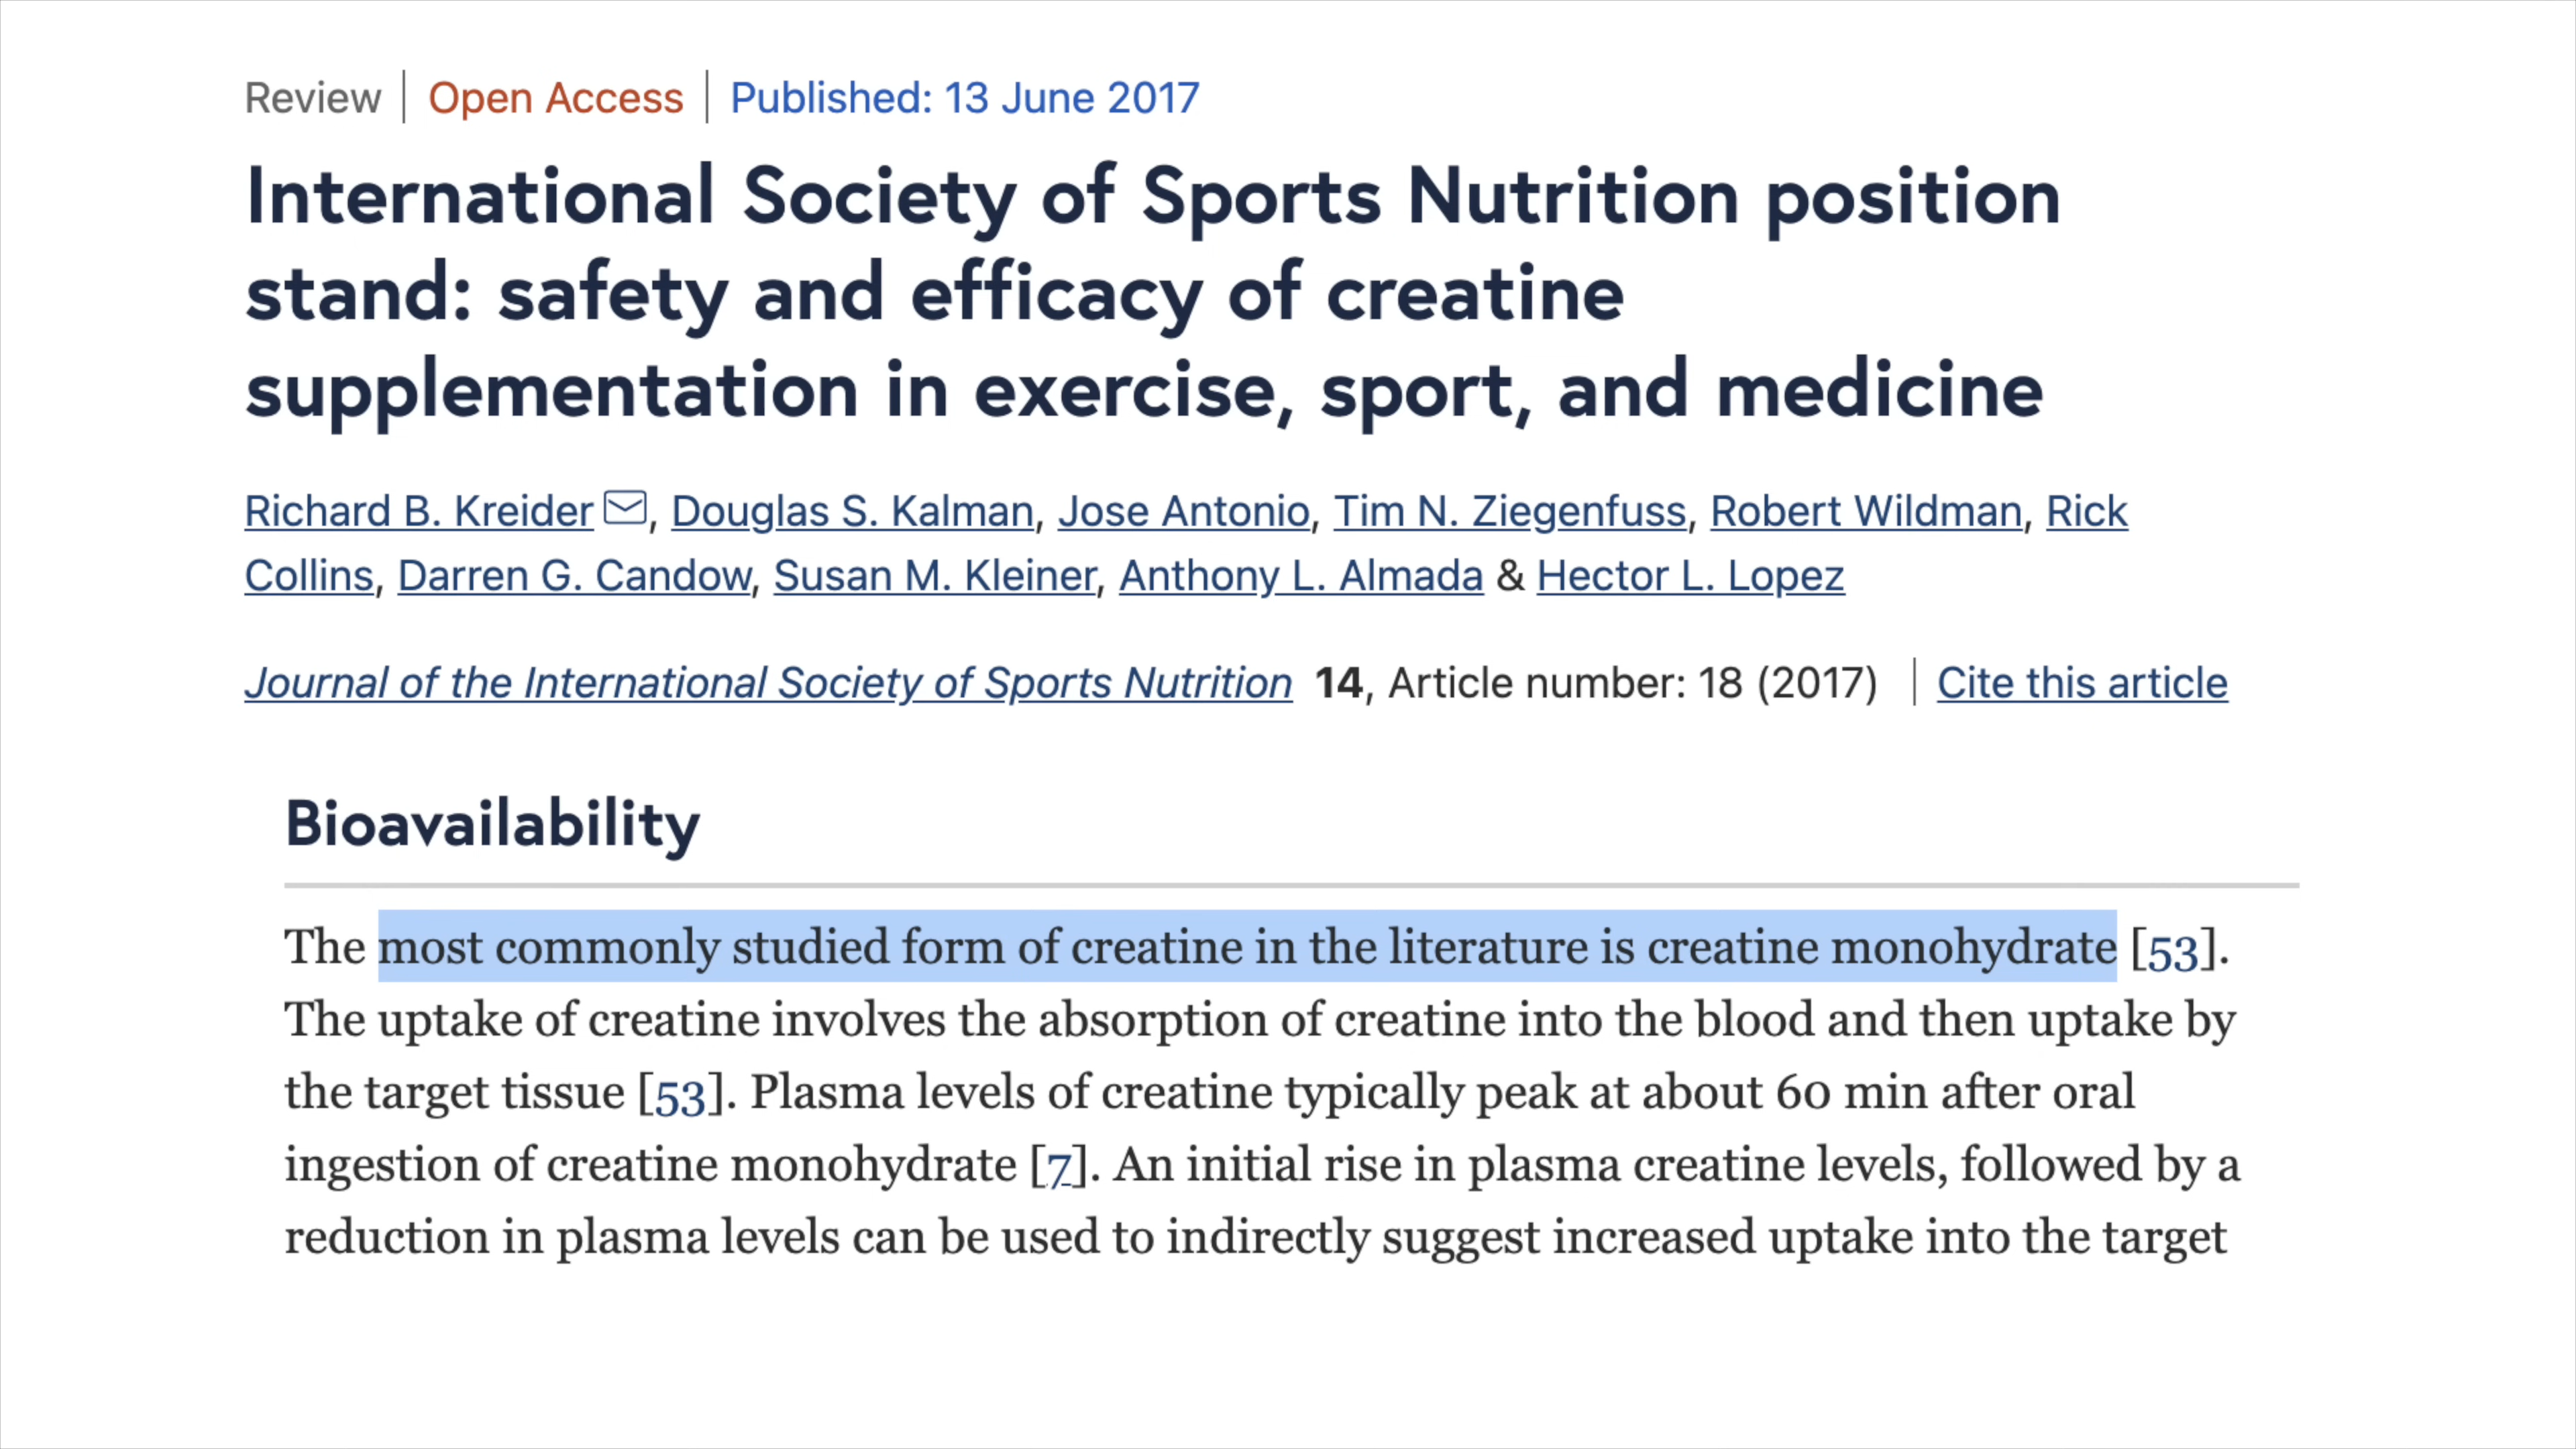 Review | Open Access | Published: 13 June 2017
International Society of Sports Nutrition position
stand: safety and efficacy of creatine
supplementation in exercise, sport, and medicine
Richard B. Kreider, Douglas S. Kalman, Jose Antonio, Tim N. Ziegenfuss, Robert Wildman, Rick
Collins, Darren G. Candow, Susan M. Kleiner, Anthony L. Almada & Hector L. Lopez
Journal of the International Society of Sports Nutrition 14, Article number: 18 (2017) | Cite this article
Bioavailability
The most commonly studied form of creatine in the literature is creatine monohydrate [53].
The uptake of creatine involves the absorption of creatine into the blood and then uptake by
the target tissue [53]. Plasma levels of creatine typically peak at about 60 min after oral
ingestion of creatine monohydrate [7]. An initial rise in plasma creatine levels, followed by a
reduction in plasma levels can be used to indirectly suggest increased uptake into the target